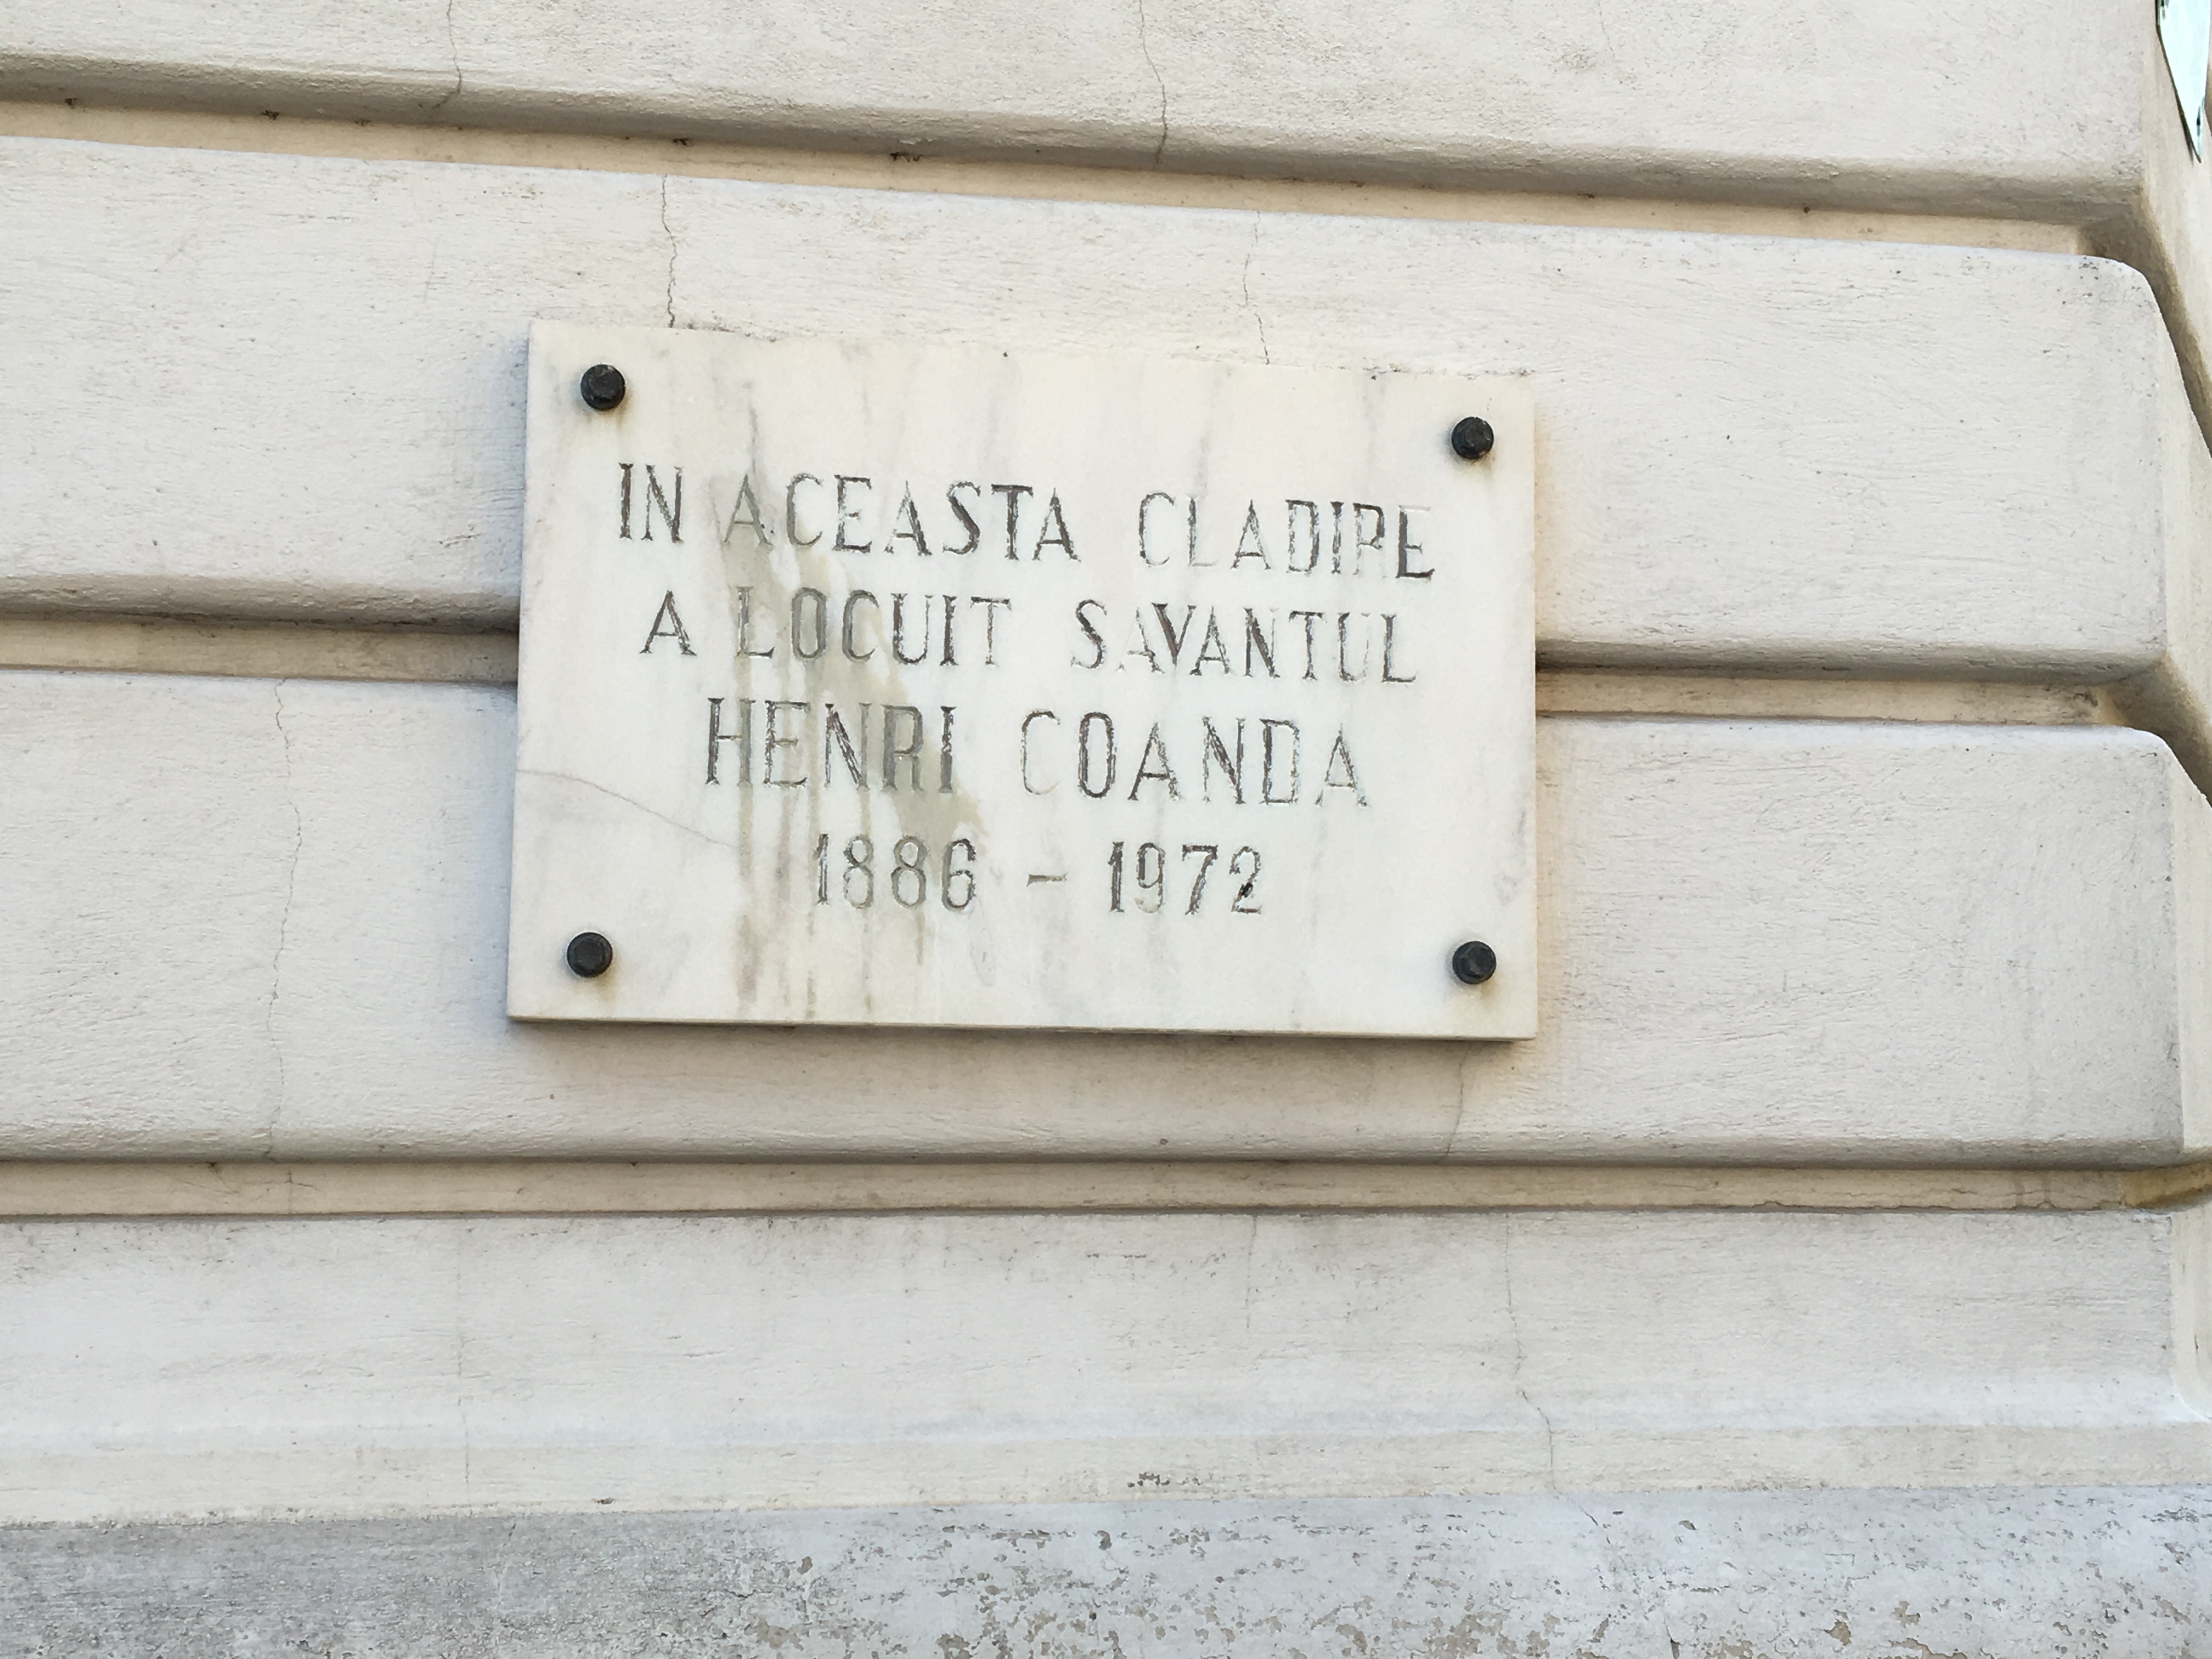 IN ACEASTA CLADIRE
A LOCUIT SAVANTUL
HENRI COANDA
1886 - 1972